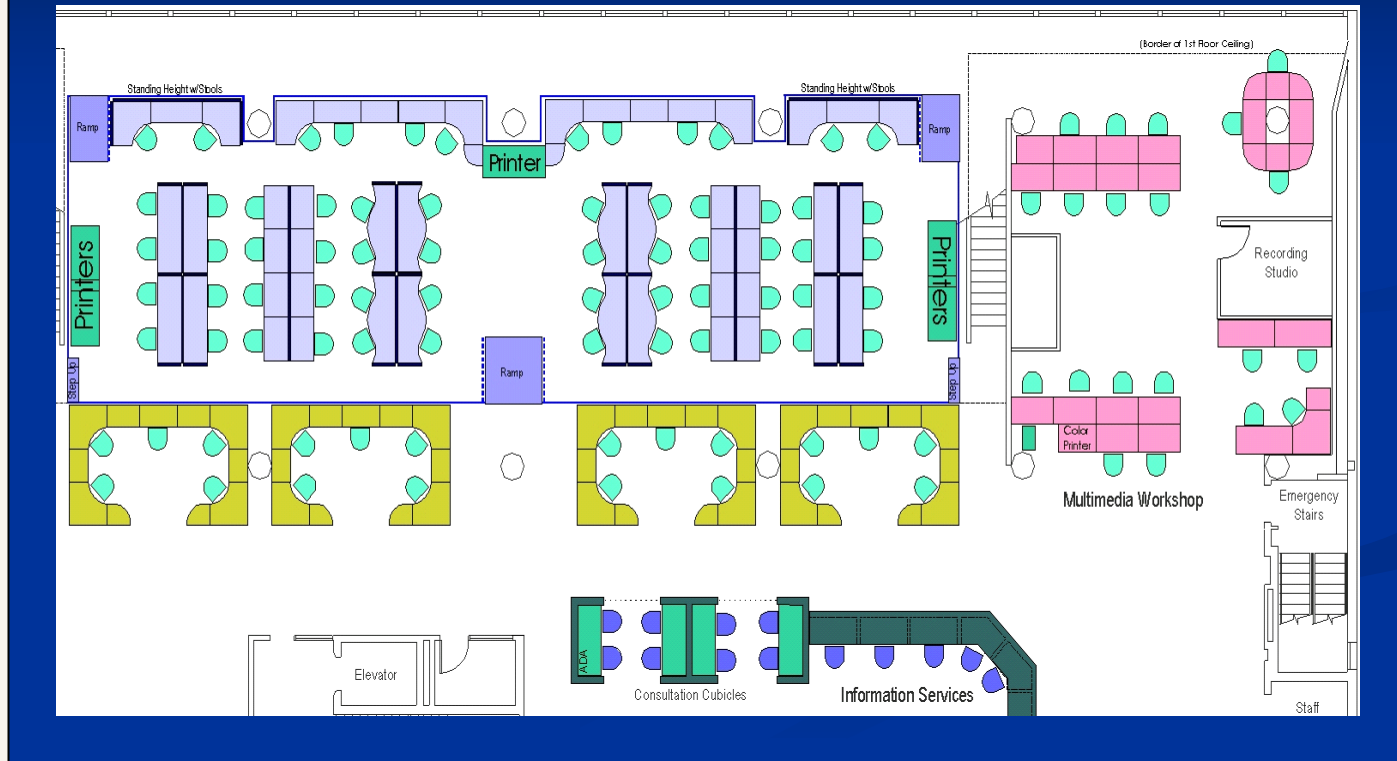 (Border of 1st Floor Ceiling)
Standing Height w/Stools
Standing Height w/Stools
Ramp
Ramp
Printer
Printers
Printers
Recording
Studio
Ramp
Step Up
Step Up
Color
Printer
Multimedia Workshop
Emergency
Stairs
ADA
Elevator
Consultation Cubicles
Information Services
Staff